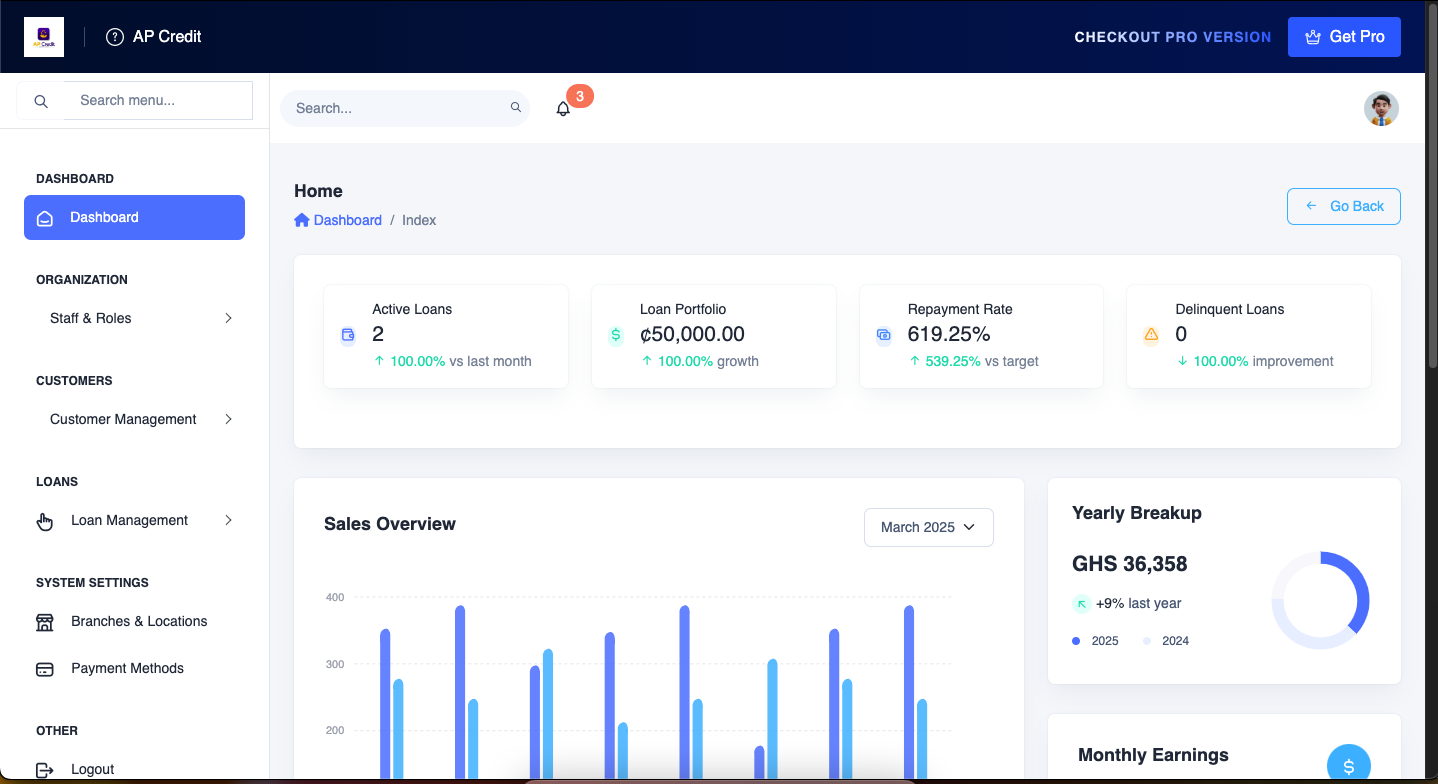 AP Credit
AP Credit
CHECKOUT PRO VERSION
Get Pro
Search menu...
Search...
3
DASHBOARD
Dashboard
ORGANIZATION
Staff & Roles
CUSTOMERS
Customer Management
LOANS
Loan Management
SYSTEM SETTINGS
Branches & Locations
Payment Methods
OTHER
Logout
Home
Dashboard / Index
Go Back
Active Loans
2
↑ 100.00% vs last month
Loan Portfolio
₵50,000.00
↑ 100.00% growth
Repayment Rate
619.25%
↑ 539.25% vs target
Delinquent Loans
0
↓ 100.00% improvement
Sales Overview
March 2025
400
300
200
Yearly Breakup
GHS 36,358
+9% last year
2025
2024
Monthly Earnings
$